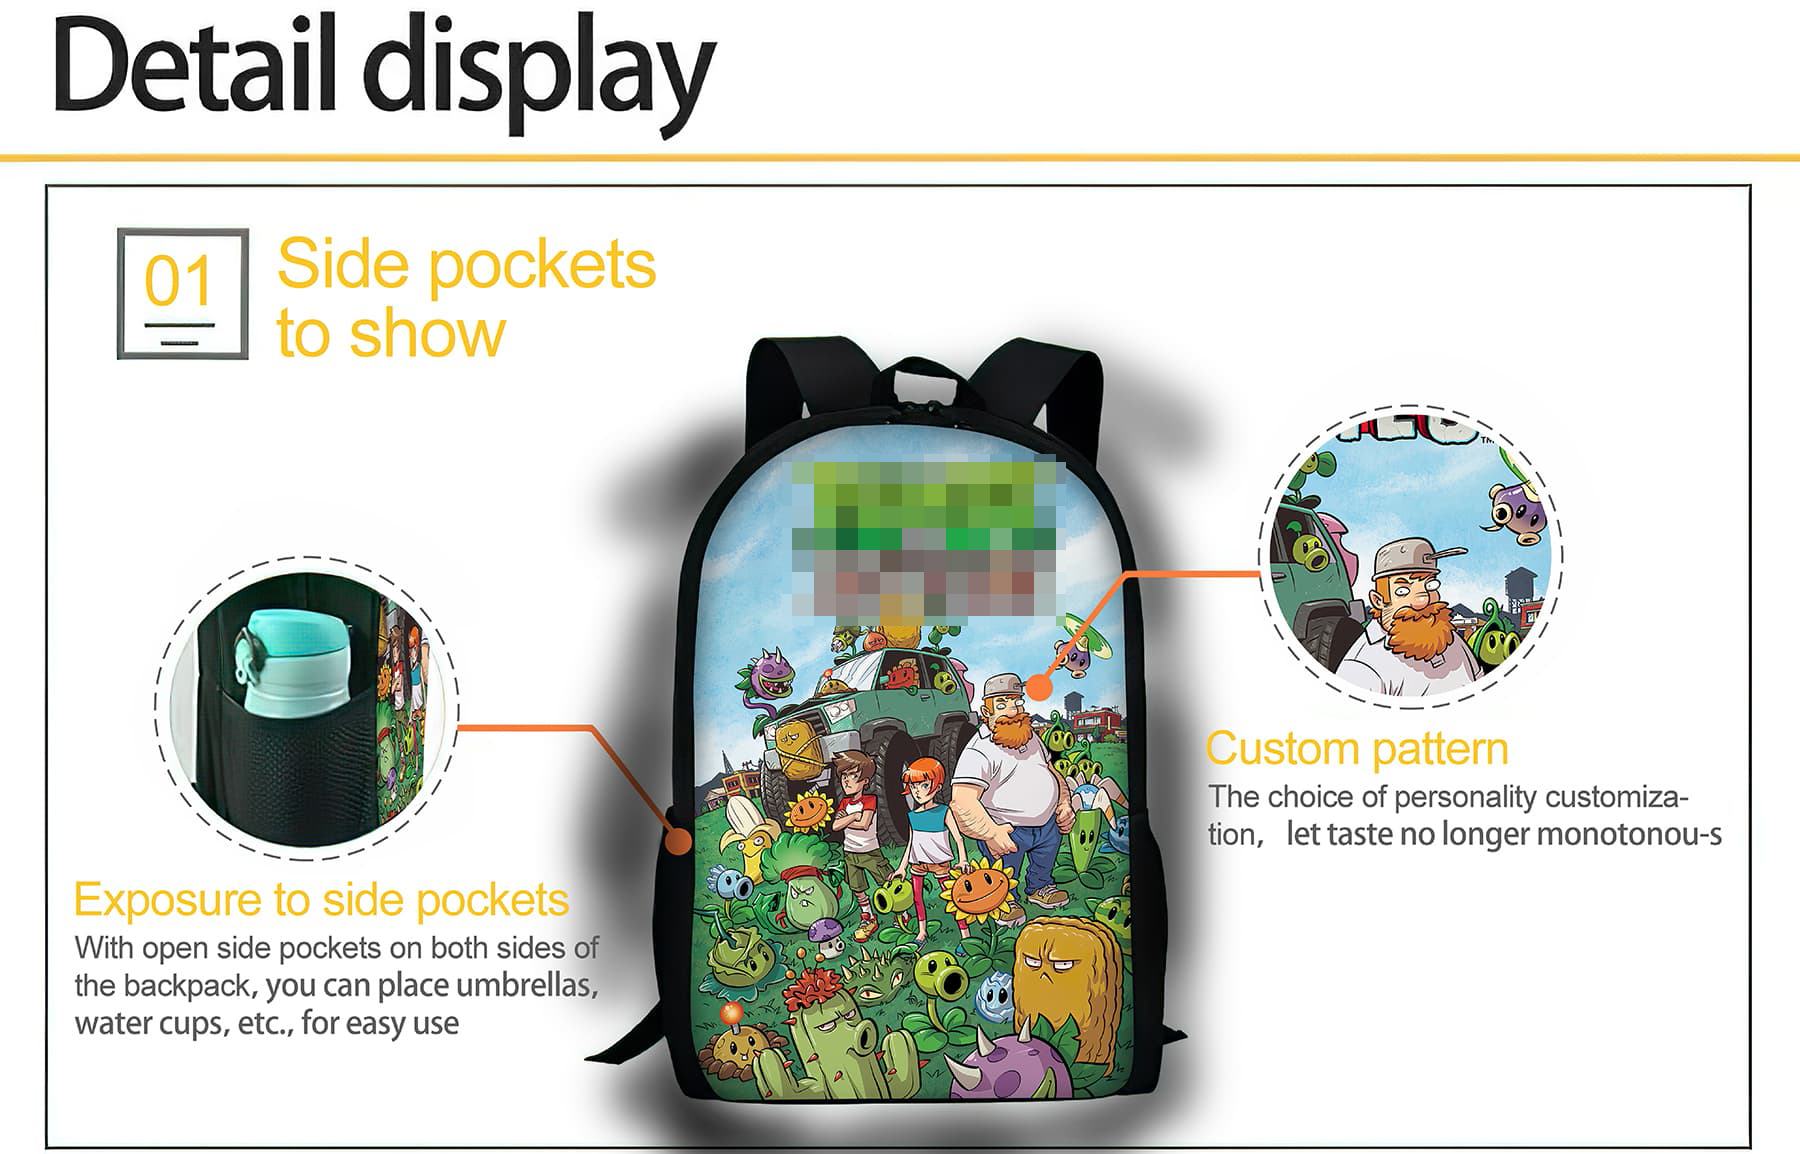 Detail display
01
Side pockets
to show
TM
Custom pattern
The choice of personality customiza-
tion, let taste no longer monotonou-s
Exposure to side pockets
With open side pockets on both sides of
the backpack, you can place umbrellas,
water cups, etc., for easy use